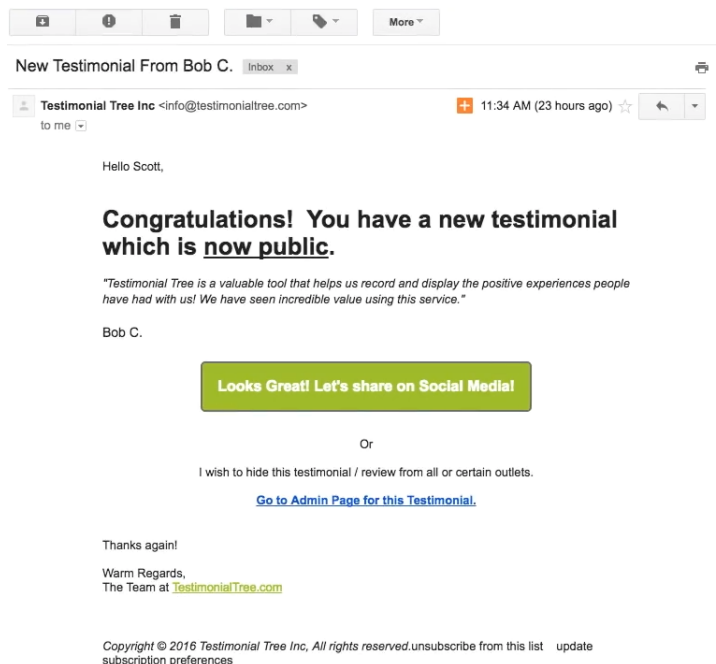 More
New Testimonial From Bob C. Inbox x
Testimonial Tree Inc <info@testimonialtree.com> 11:34 AM (23 hours ago)
to me
Hello Scott,
Congratulations!  You have a new testimonial
which is now public.
"Testimonial Tree is a valuable tool that helps us record and display the positive experiences people
have had with us! We have seen incredible value using this service."
Bob C.
Looks Great! Let's share on Social Media!
Or
I wish to hide this testimonial / review from all or certain outlets.
Go to Admin Page for this Testimonial.
Thanks again!
Warm Regards,
The Team at TestimonialTree.com
Copyright © 2016 Testimonial Tree Inc, All rights reserved.unsubscribe from this list    update
subscription preferences